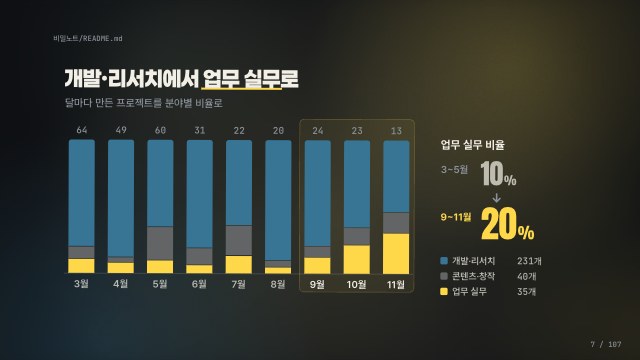 비밀노트/README.md
개발·리서치에서 업무 실무로
달마다 만든 프로젝트를 분야별 비율로
64 49 60 31 22 20 24 23 13
3월 4월 5월 6월 7월 8월 9월 10월 11월
업무 실무 비율
3~5월 10%
↓
9~11월 20%
개발·리서치 231개
콘텐츠·창작 40개
업무 실무 35개
7 / 107